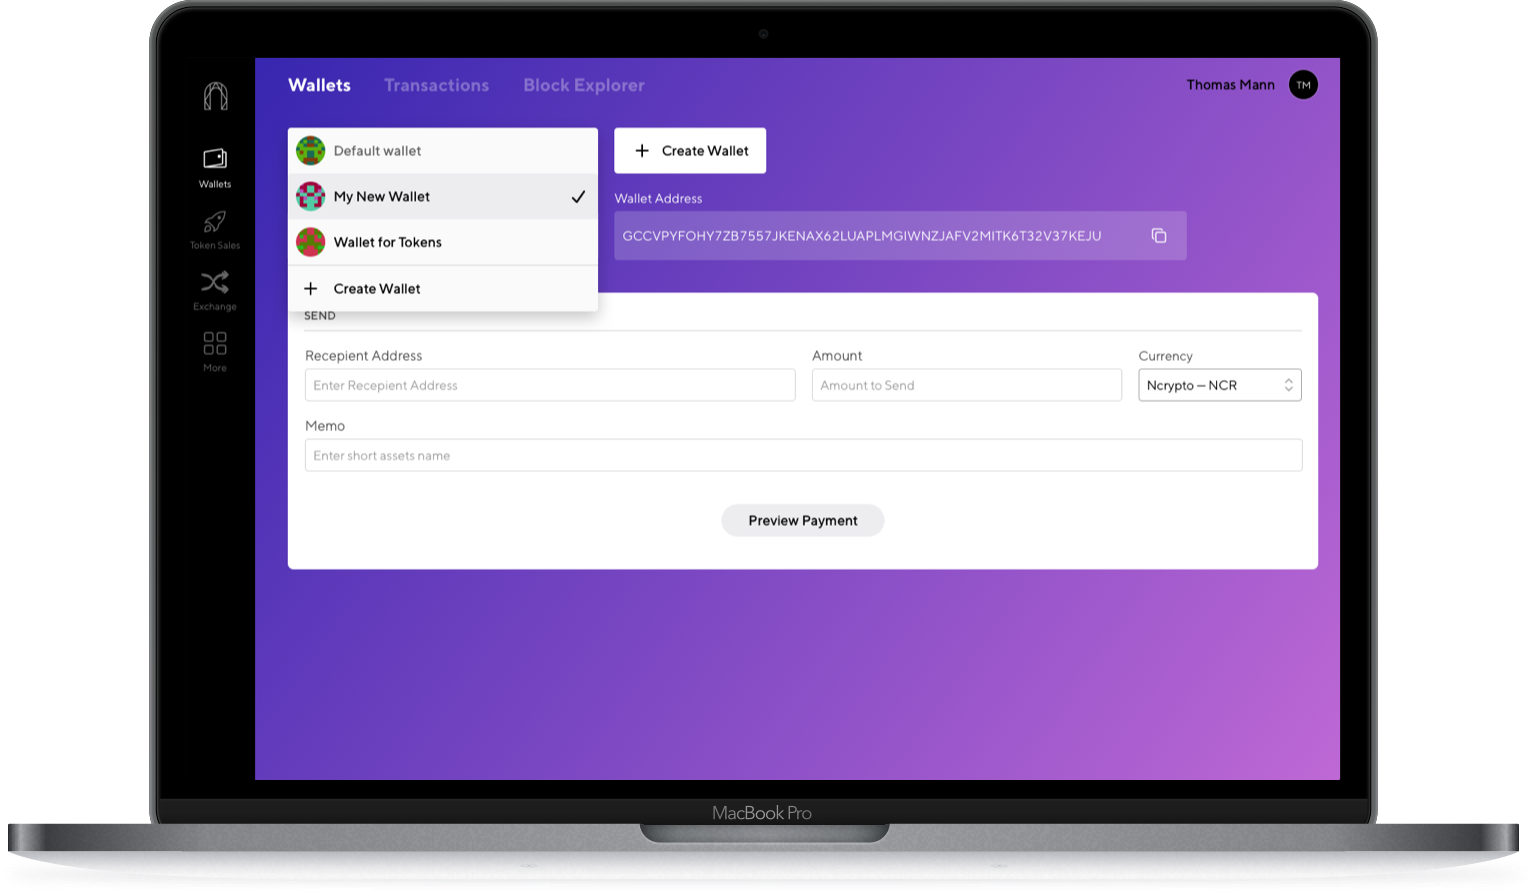 Wallets
Transactions
Block Explorer
Thomas Mann
TM
Wallets
Token Sales
Exchange
More
Default wallet
My New Wallet
Wallet for Tokens
Create Wallet
Create Wallet
Wallet Address
GCCVPYFOHY7ZB7557JKENAX62LUAPLMGIWNZJAFV2MITK6T32V37KEJU
SEND
Recepient Address
Enter Recepient Address
Amount
Amount to Send
Currency
Ncrypto – NCR
Memo
Enter short assets name
Preview Payment
MacBook Pro